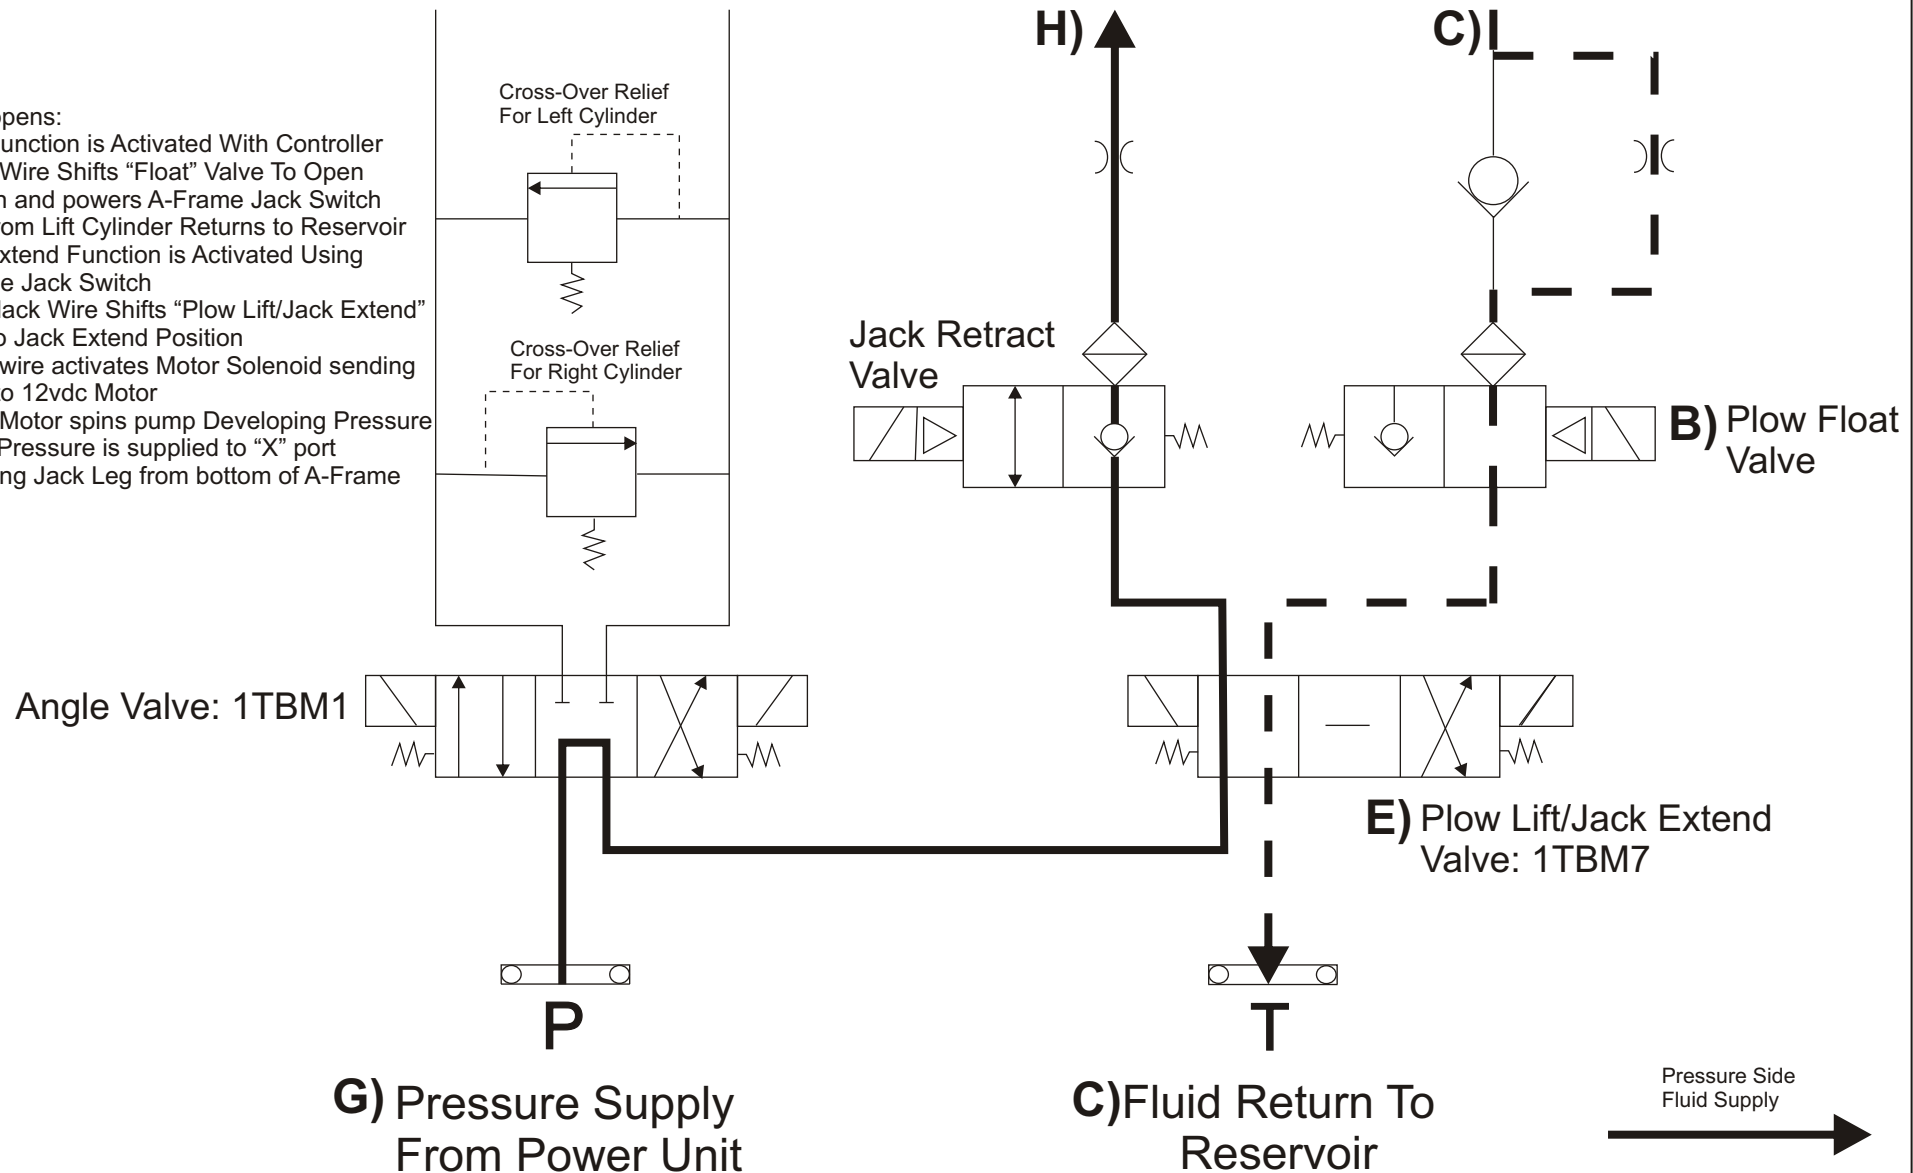 H)
C)
Cross-Over Relief
For Left Cylinder
pens:
unction is Activated With Controller
Wire Shifts “Float” Valve To Open
n and powers A-Frame Jack Switch
om Lift Cylinder Returns to Reservoir
xtend Function is Activated Using
e Jack Switch
lack Wire Shifts “Plow Lift/Jack Extend”
o Jack Extend Position
wire activates Motor Solenoid sending
to 12vdc Motor
Motor spins pump Developing Pressure
Pressure is supplied to “X” port
ng Jack Leg from bottom of A-Frame
Cross-Over Relief
For Right Cylinder
Jack Retract
Valve
B) Plow Float
Valve
Angle Valve: 1TBM1
E) Plow Lift/Jack Extend
Valve: 1TBM7
P
T
G) Pressure Supply
From Power Unit
C)Fluid Return To
Reservoir
Pressure Side
Fluid Supply